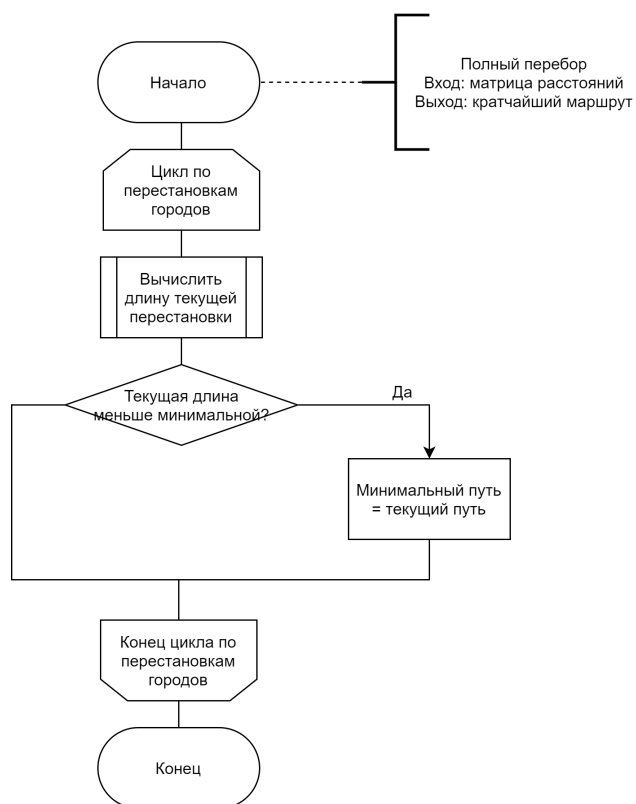 Начало
Полный перебор
Вход: матрица расстояний
Выход: кратчайший маршрут
Цикл по
перестановкам
городов
Вычислить
длину текущей
перестановки
Текущая длина
меньше минимальной?
Да
Минимальный путь
= текущий путь
Конец цикла по
перестановкам
городов
Конец